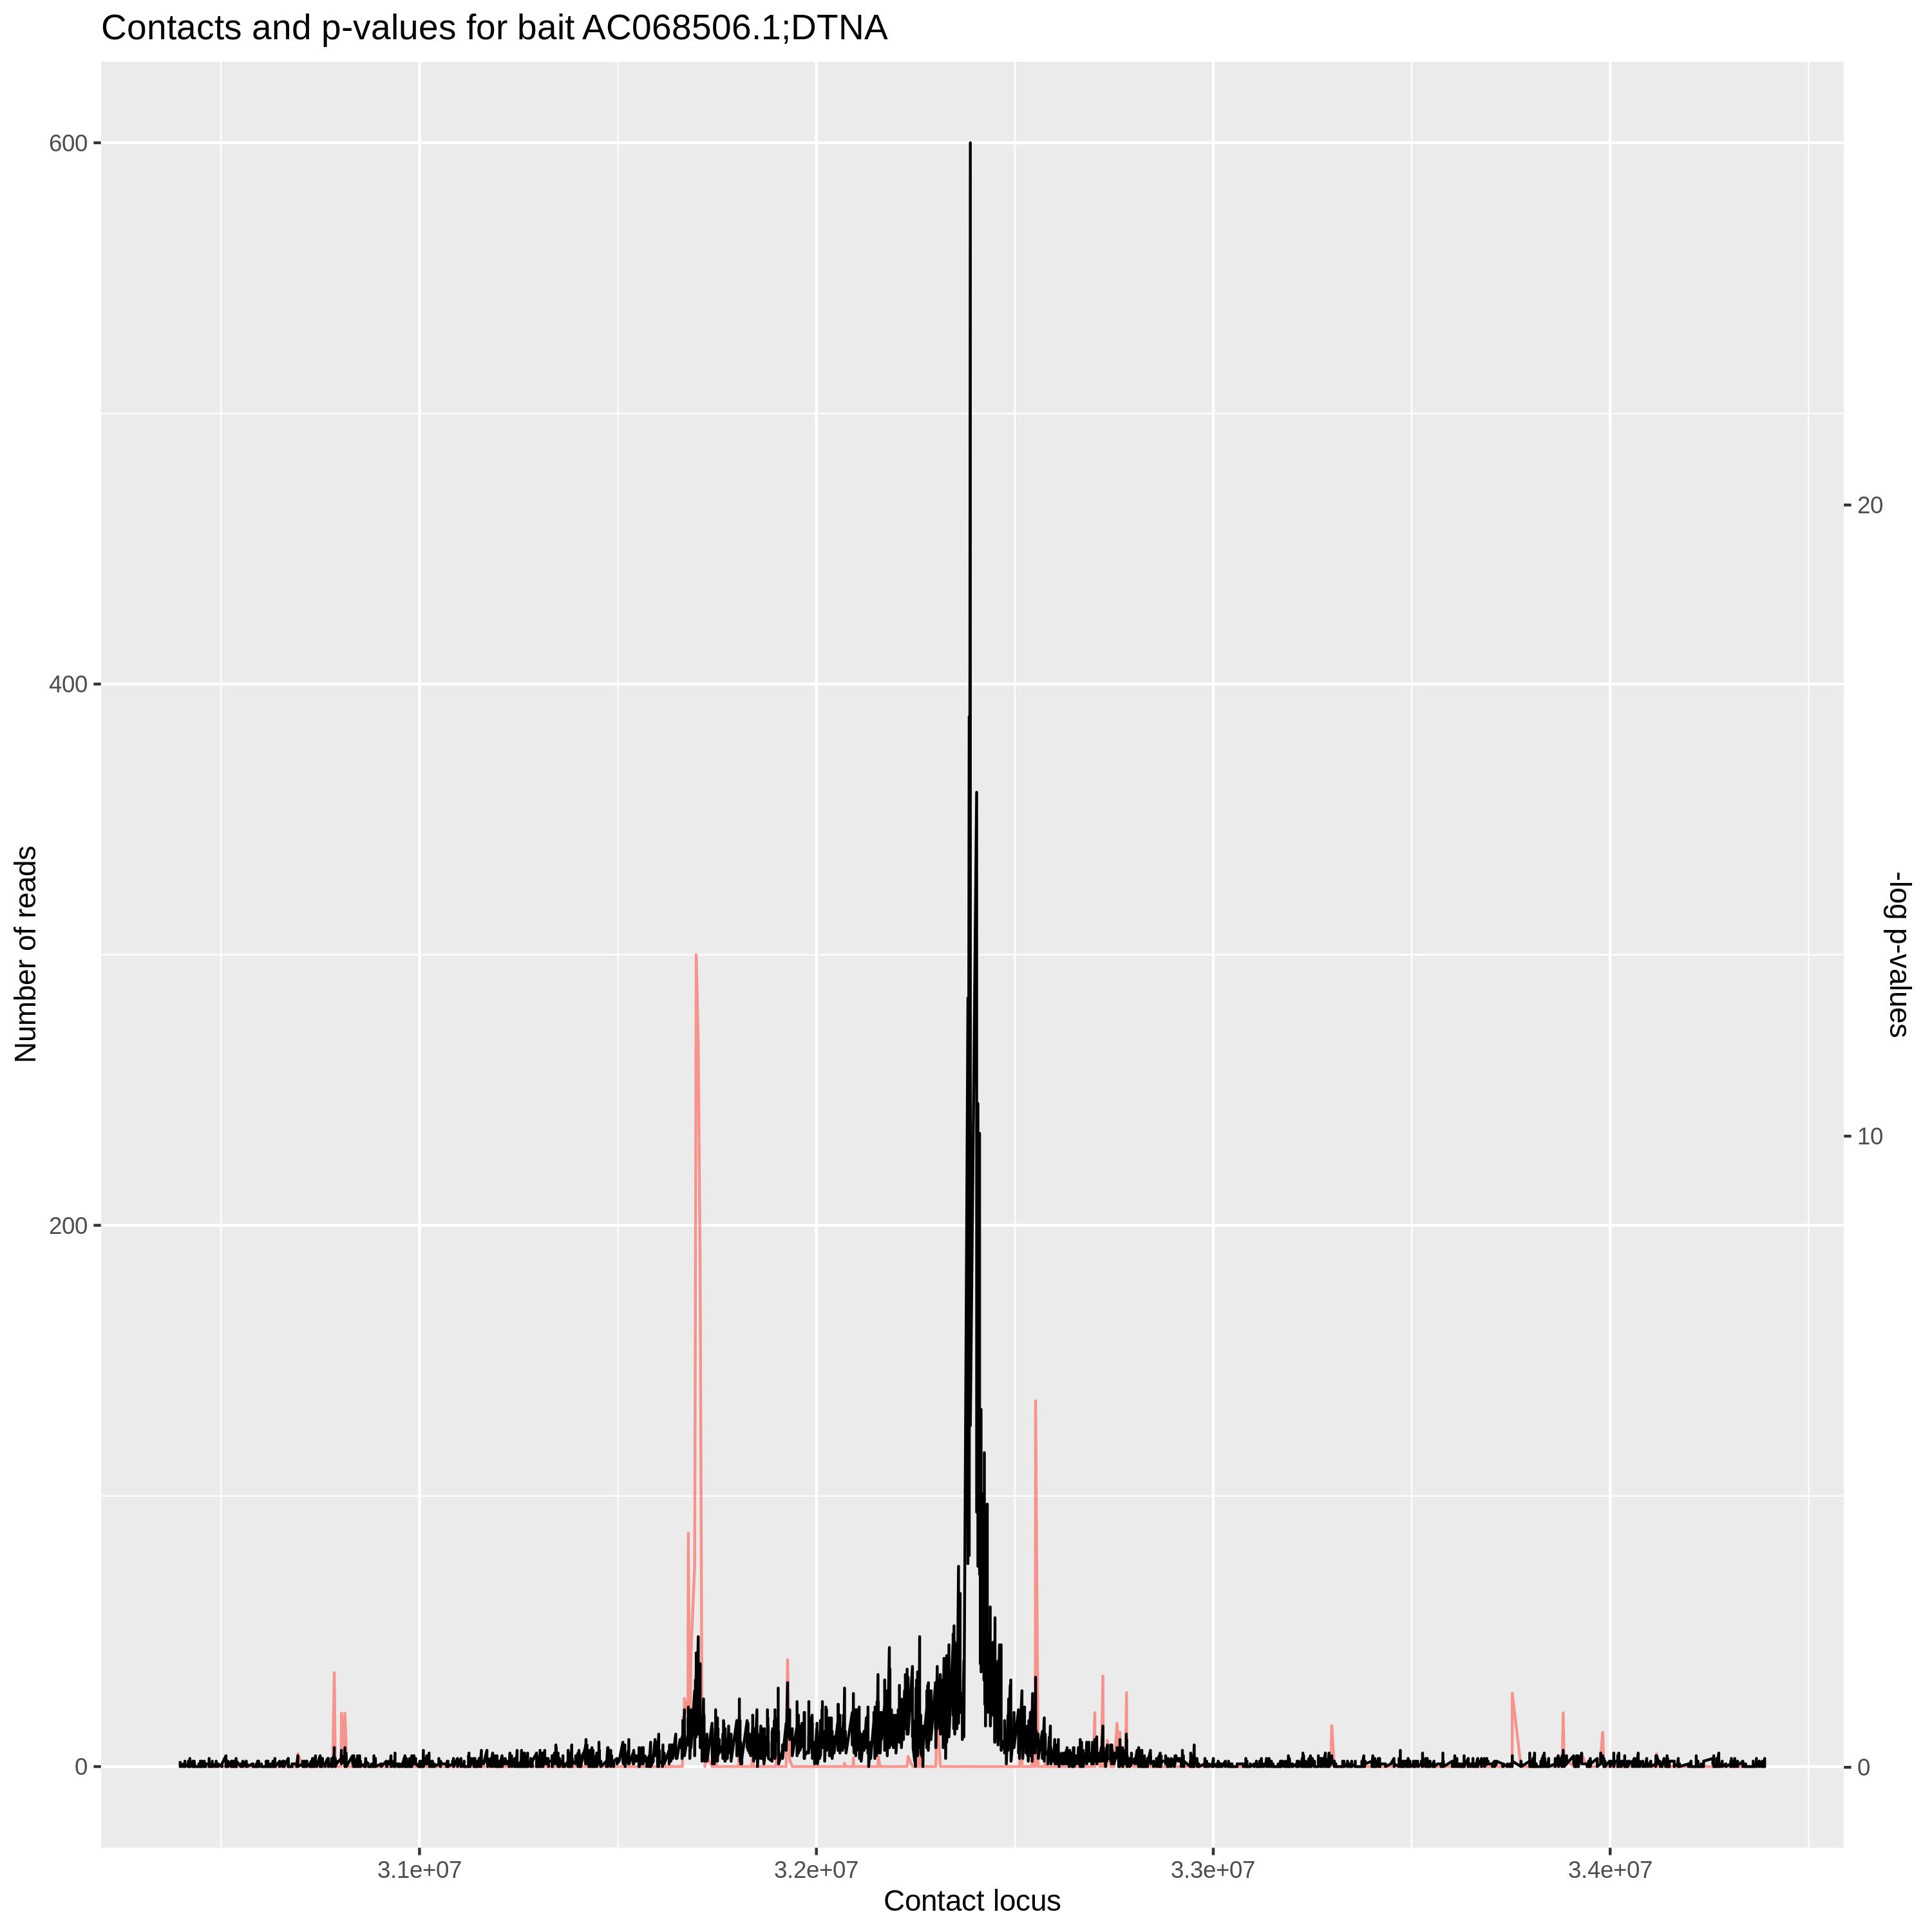 Contacts and p-values for bait AC068506.1;DTNA
600
400
200
0
Number of reads
20
10
0
-log p-values
3.1e+07 3.2e+07 3.3e+07 3.4e+07
Contact locus